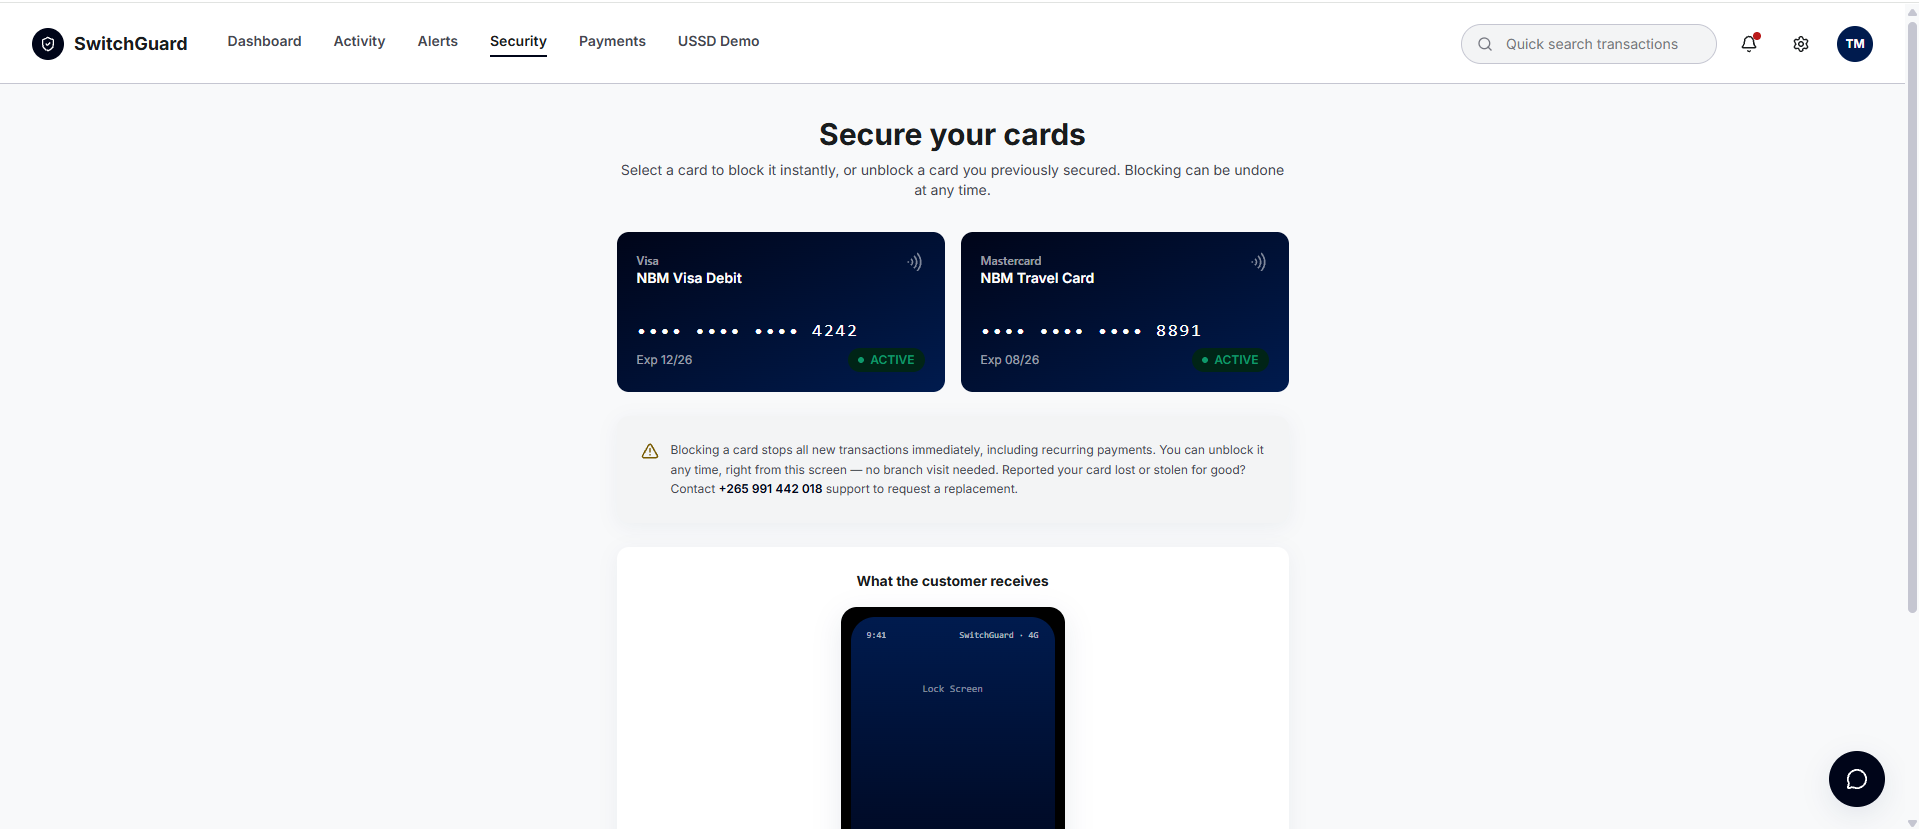 SwitchGuard
Dashboard
Activity
Alerts
Security
Payments
USSD Demo
Quick search transactions
TM
Secure your cards
Select a card to block it instantly, or unblock a card you previously secured. Blocking can be undone
at any time.
Visa
NBM Visa Debit
•••• •••• •••• 4242
Exp 12/26
ACTIVE
Mastercard
NBM Travel Card
•••• •••• •••• 8891
Exp 08/26
ACTIVE
Blocking a card stops all new transactions immediately, including recurring payments. You can unblock it
any time, right from this screen — no branch visit needed. Reported your card lost or stolen for good?
Contact +265 991 442 018 support to request a replacement.
What the customer receives
9:41
SwitchGuard · 4G
Lock Screen